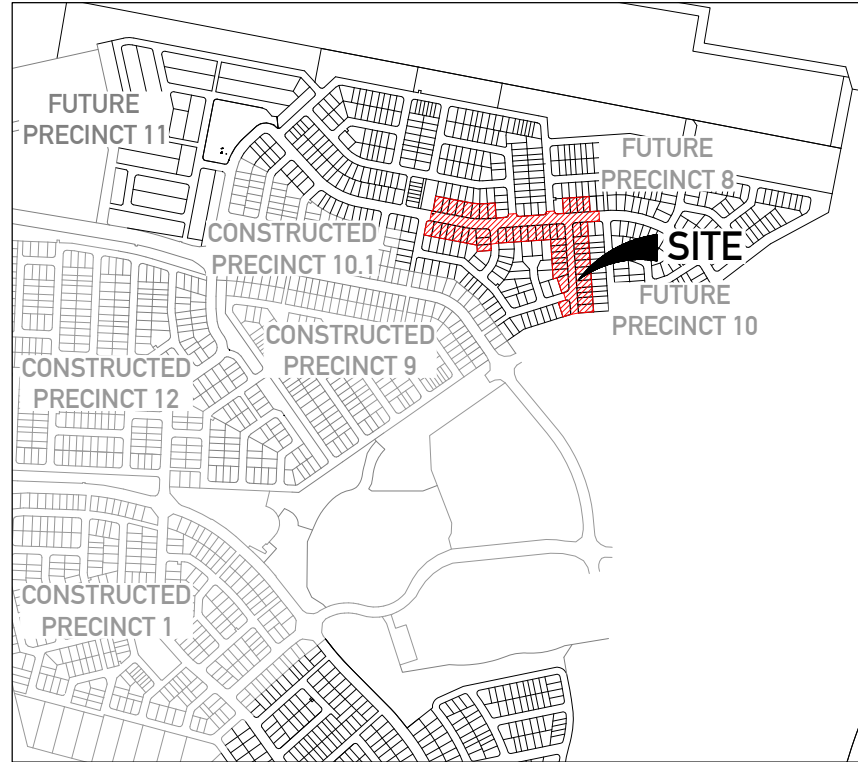 FUTURE
PRECINCT 11
FUTURE
PRECINCT 8
CONSTRUCTED
PRECINCT 10.1
SITE
FUTURE
PRECINCT 10
CONSTRUCTED
PRECINCT 9
CONSTRUCTED
PRECINCT 12
CONSTRUCTED
PRECINCT 1